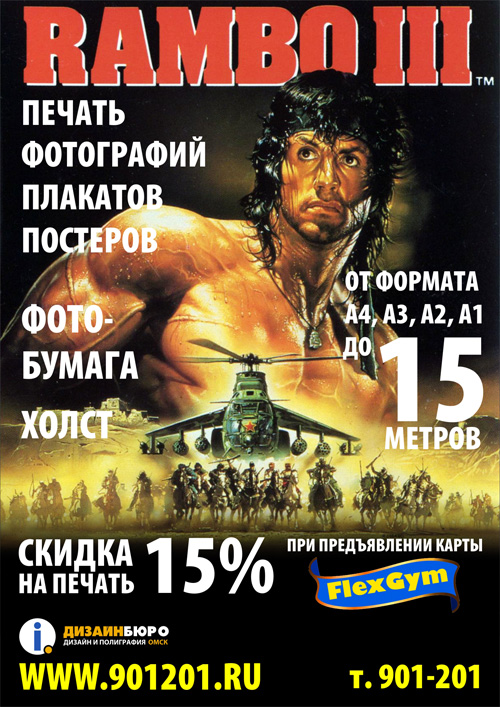 RAMBO III
TM
ПЕЧАТЬ
ФОТОГРАФИЙ
ПЛАКАТОВ
ПОСТЕРОВ
ФОТО-
БУМАГА
ХОЛСТ
ОТ ФОРМАТА
А4, А3, А2, А1
ДО 15
МЕТРОВ
СКИДКА
НА ПЕЧАТЬ
15%
ПРИ ПРЕДЪЯВЛЕНИИ КАРТЫ
FlexGym
i.
ДИЗАЙНБЮРО
ДИЗАЙН И ПОЛИГРАФИЯ ОМСК
WWW.901201.RU
т. 901-201